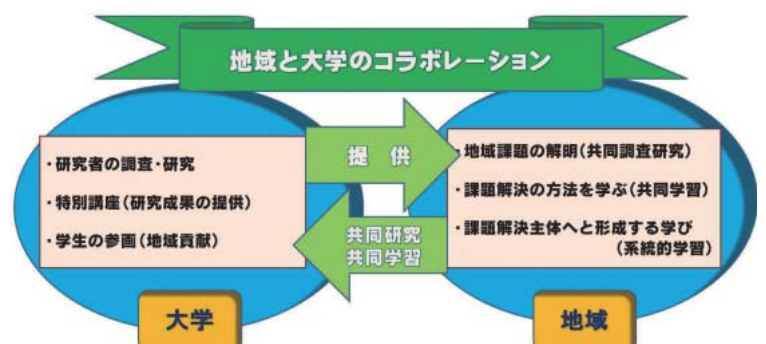 地域と大学のコラボレーション
・研究者の調査・研究
・特別講座(研究成果の提供)
・学生の参画(地域貢献)
大学
提 供
共同研究
共同学習
・地域課題の解明(共同調査研究)
・課題解決の方法を学ぶ(共同学習)
・課題解決主体へと形成する学び
(系統的学習)
地域